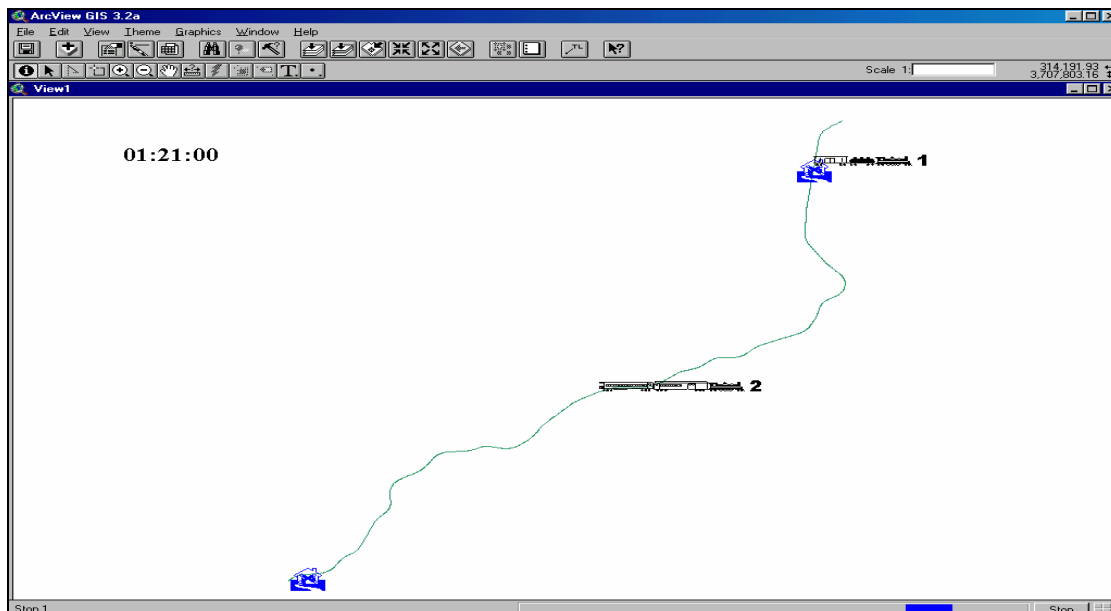 ArcView GIS 3.2a
File Edit View Theme Graphics Window Help
TL
T
Scale 1:
314,191.93
3,707,803.16
View1
01:21:00
1
2
Stop 1
Stop